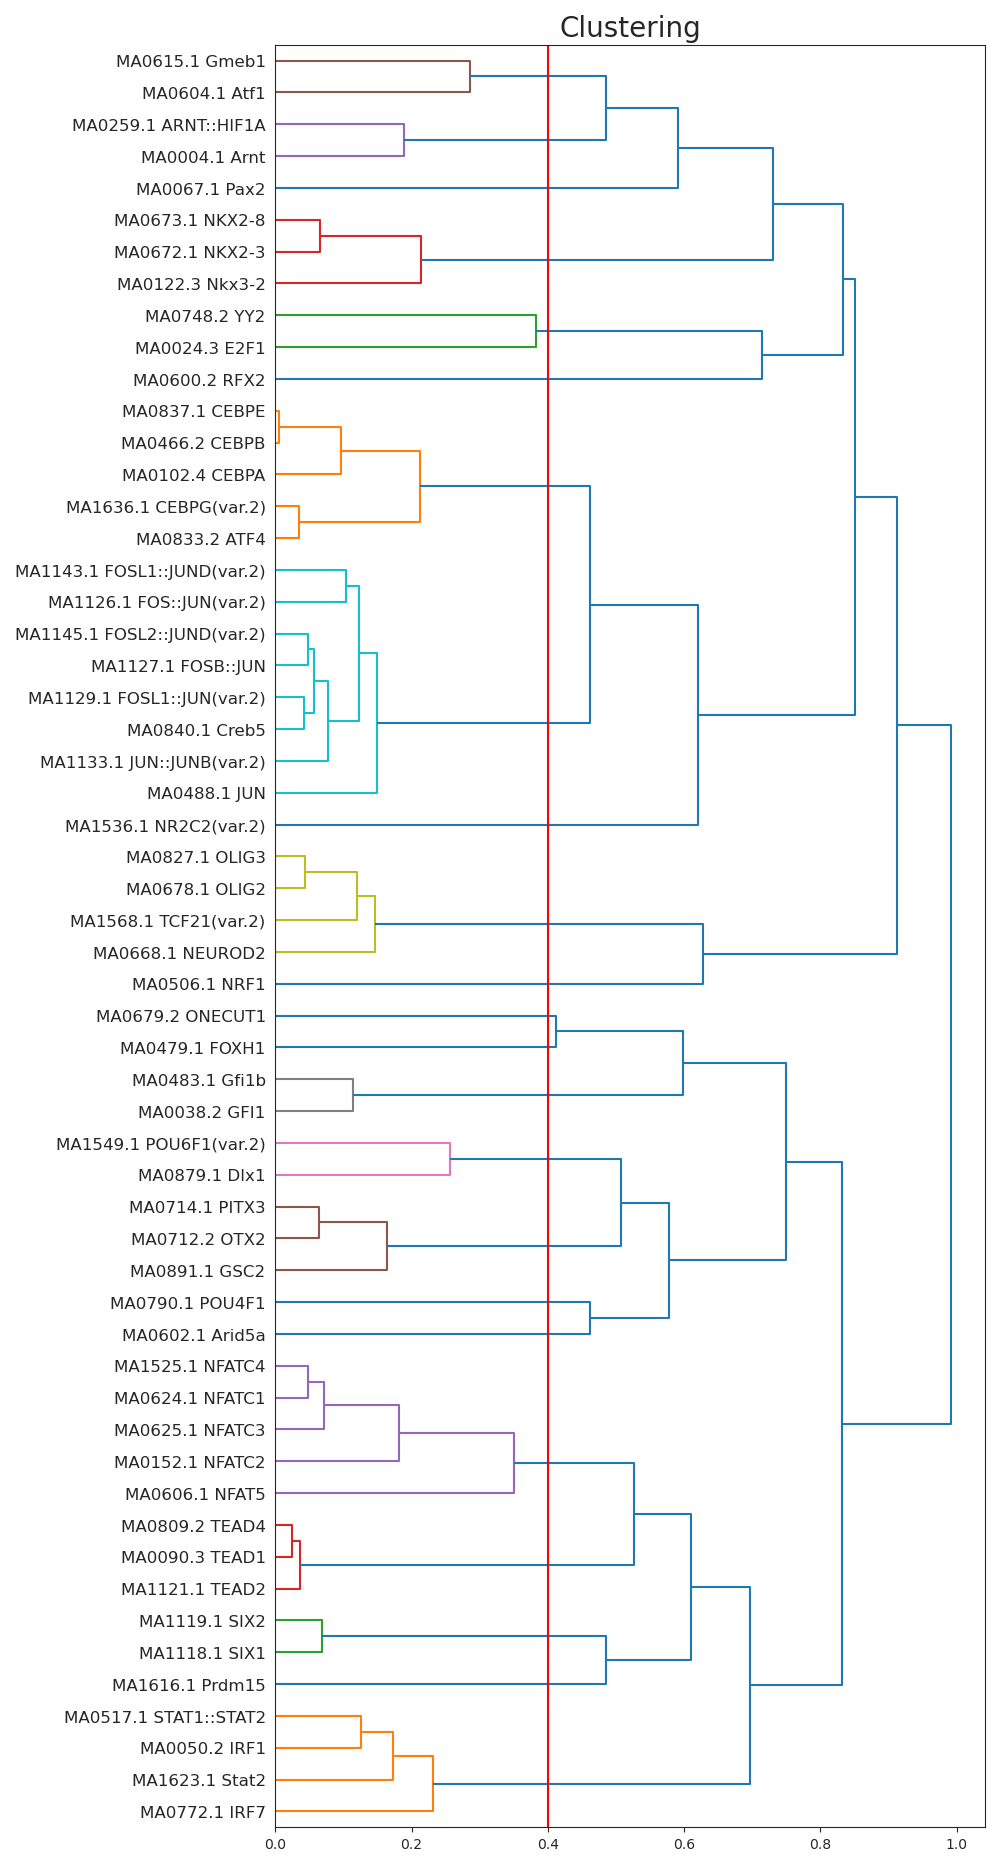 Clustering
MA0615.1 Gmeb1
MA0604.1 Atf1
MA0259.1 ARNT::HIF1A
MA0004.1 Arnt
MA0067.1 Pax2
MA0673.1 NKX2-8
MA0672.1 NKX2-3
MA0122.3 Nkx3-2
MA0748.2 YY2
MA0024.3 E2F1
MA0600.2 RFX2
MA0837.1 CEBPE
MA0466.2 CEBPB
MA0102.4 CEBPA
MA1636.1 CEBPG(var.2)
MA0833.2 ATF4
MA1143.1 FOSL1::JUND(var.2)
MA1126.1 FOS::JUN(var.2)
MA1145.1 FOSL2::JUND(var.2)
MA1127.1 FOSB::JUN
MA1129.1 FOSL1::JUN(var.2)
MA0840.1 Creb5
MA1133.1 JUN::JUNB(var.2)
MA0488.1 JUN
MA1536.1 NR2C2(var.2)
MA0827.1 OLIG3
MA0678.1 OLIG2
MA1568.1 TCF21(var.2)
MA0668.1 NEUROD2
MA0506.1 NRF1
MA0679.2 ONECUT1
MA0479.1 FOXH1
MA0483.1 Gfi1b
MA0038.2 GFI1
MA1549.1 POU6F1(var.2)
MA0879.1 Dlx1
MA0714.1 PITX3
MA0712.2 OTX2
MA0891.1 GSC2
MA0790.1 POU4F1
MA0602.1 Arid5a
MA1525.1 NFATC4
MA0624.1 NFATC1
MA0625.1 NFATC3
MA0152.1 NFATC2
MA0606.1 NFAT5
MA0809.2 TEAD4
MA0090.3 TEAD1
MA1121.1 TEAD2
MA1119.1 SIX2
MA1118.1 SIX1
MA1616.1 Prdm15
MA0517.1 STAT1::STAT2
MA0050.2 IRF1
MA1623.1 Stat2
MA0772.1 IRF7
0.0 0.2 0.4 0.6 0.8 1.0